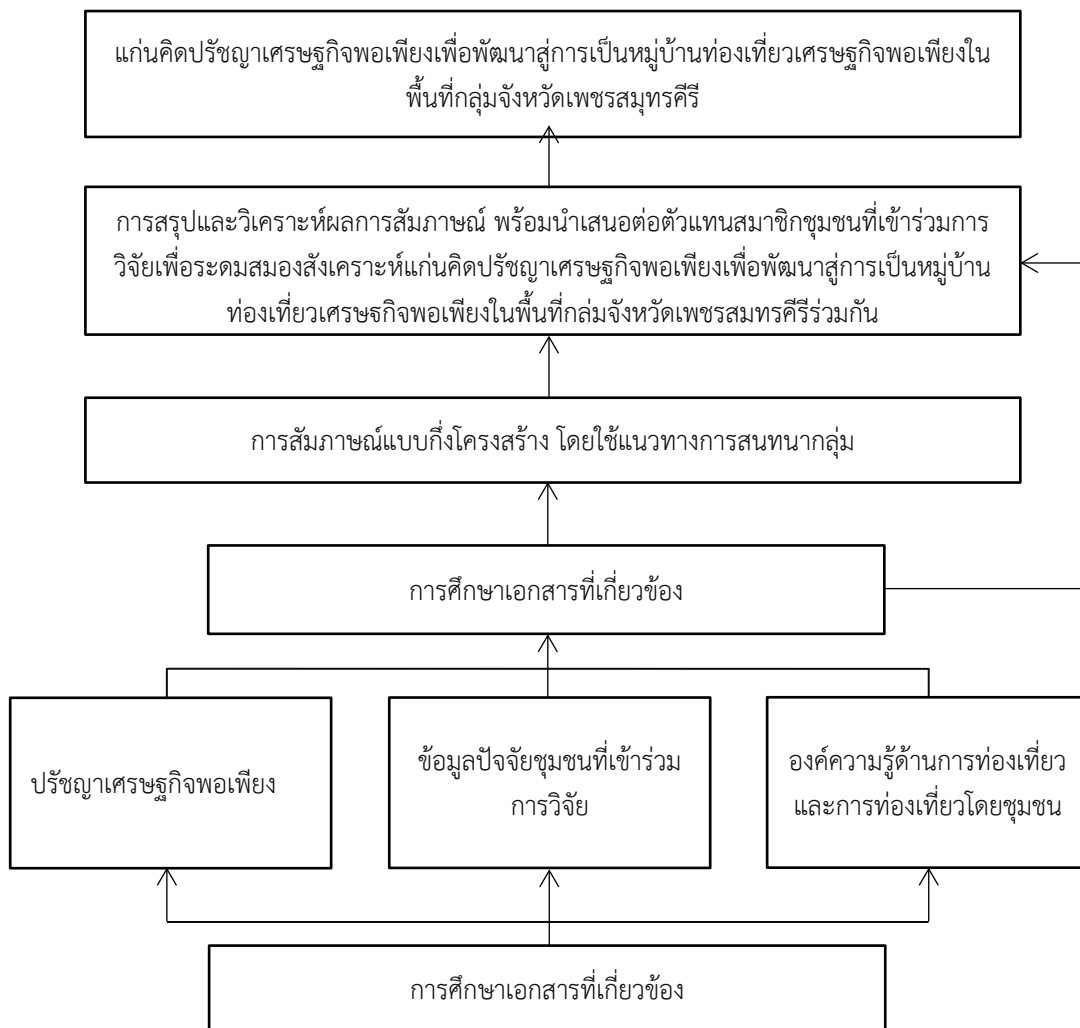 แก่นคิดปรัชญาเศรษฐกิจพอเพียงเพื่อพัฒนาสู่การเป็นหมู่บ้านท่องเที่ยวเศรษฐกิจพอเพียงใน
พื้นที่กลุ่มจังหวัดเพชรสมุทรคีรี
การสรุปและวิเคราะห์ผลการสัมภาษณ์ พร้อมนำเสนอต่อตัวแทนสมาชิกชุมชนที่เข้าร่วมการ
วิจัยเพื่อระดมสมองสังเคราะห์แก่นคิดปรัชญาเศรษฐกิจพอเพียงเพื่อพัฒนาสู่การเป็นหมู่บ้าน
ท่องเที่ยวเศรษฐกิจพอเพียงในพื้นที่กลุ่มจังหวัดเพชรสมุทรคีรีร่วมกัน
การสัมภาษณ์แบบกึ่งโครงสร้าง โดยใช้แนวทางการสนทนากลุ่ม
การศึกษาเอกสารที่เกี่ยวข้อง
ปรัชญาเศรษฐกิจพอเพียง
ข้อมูลปัจจัยชุมชนที่เข้าร่วม
การวิจัย
องค์ความรู้ด้านการท่องเที่ยว
และการท่องเที่ยวโดยชุมชน
การศึกษาเอกสารที่เกี่ยวข้อง